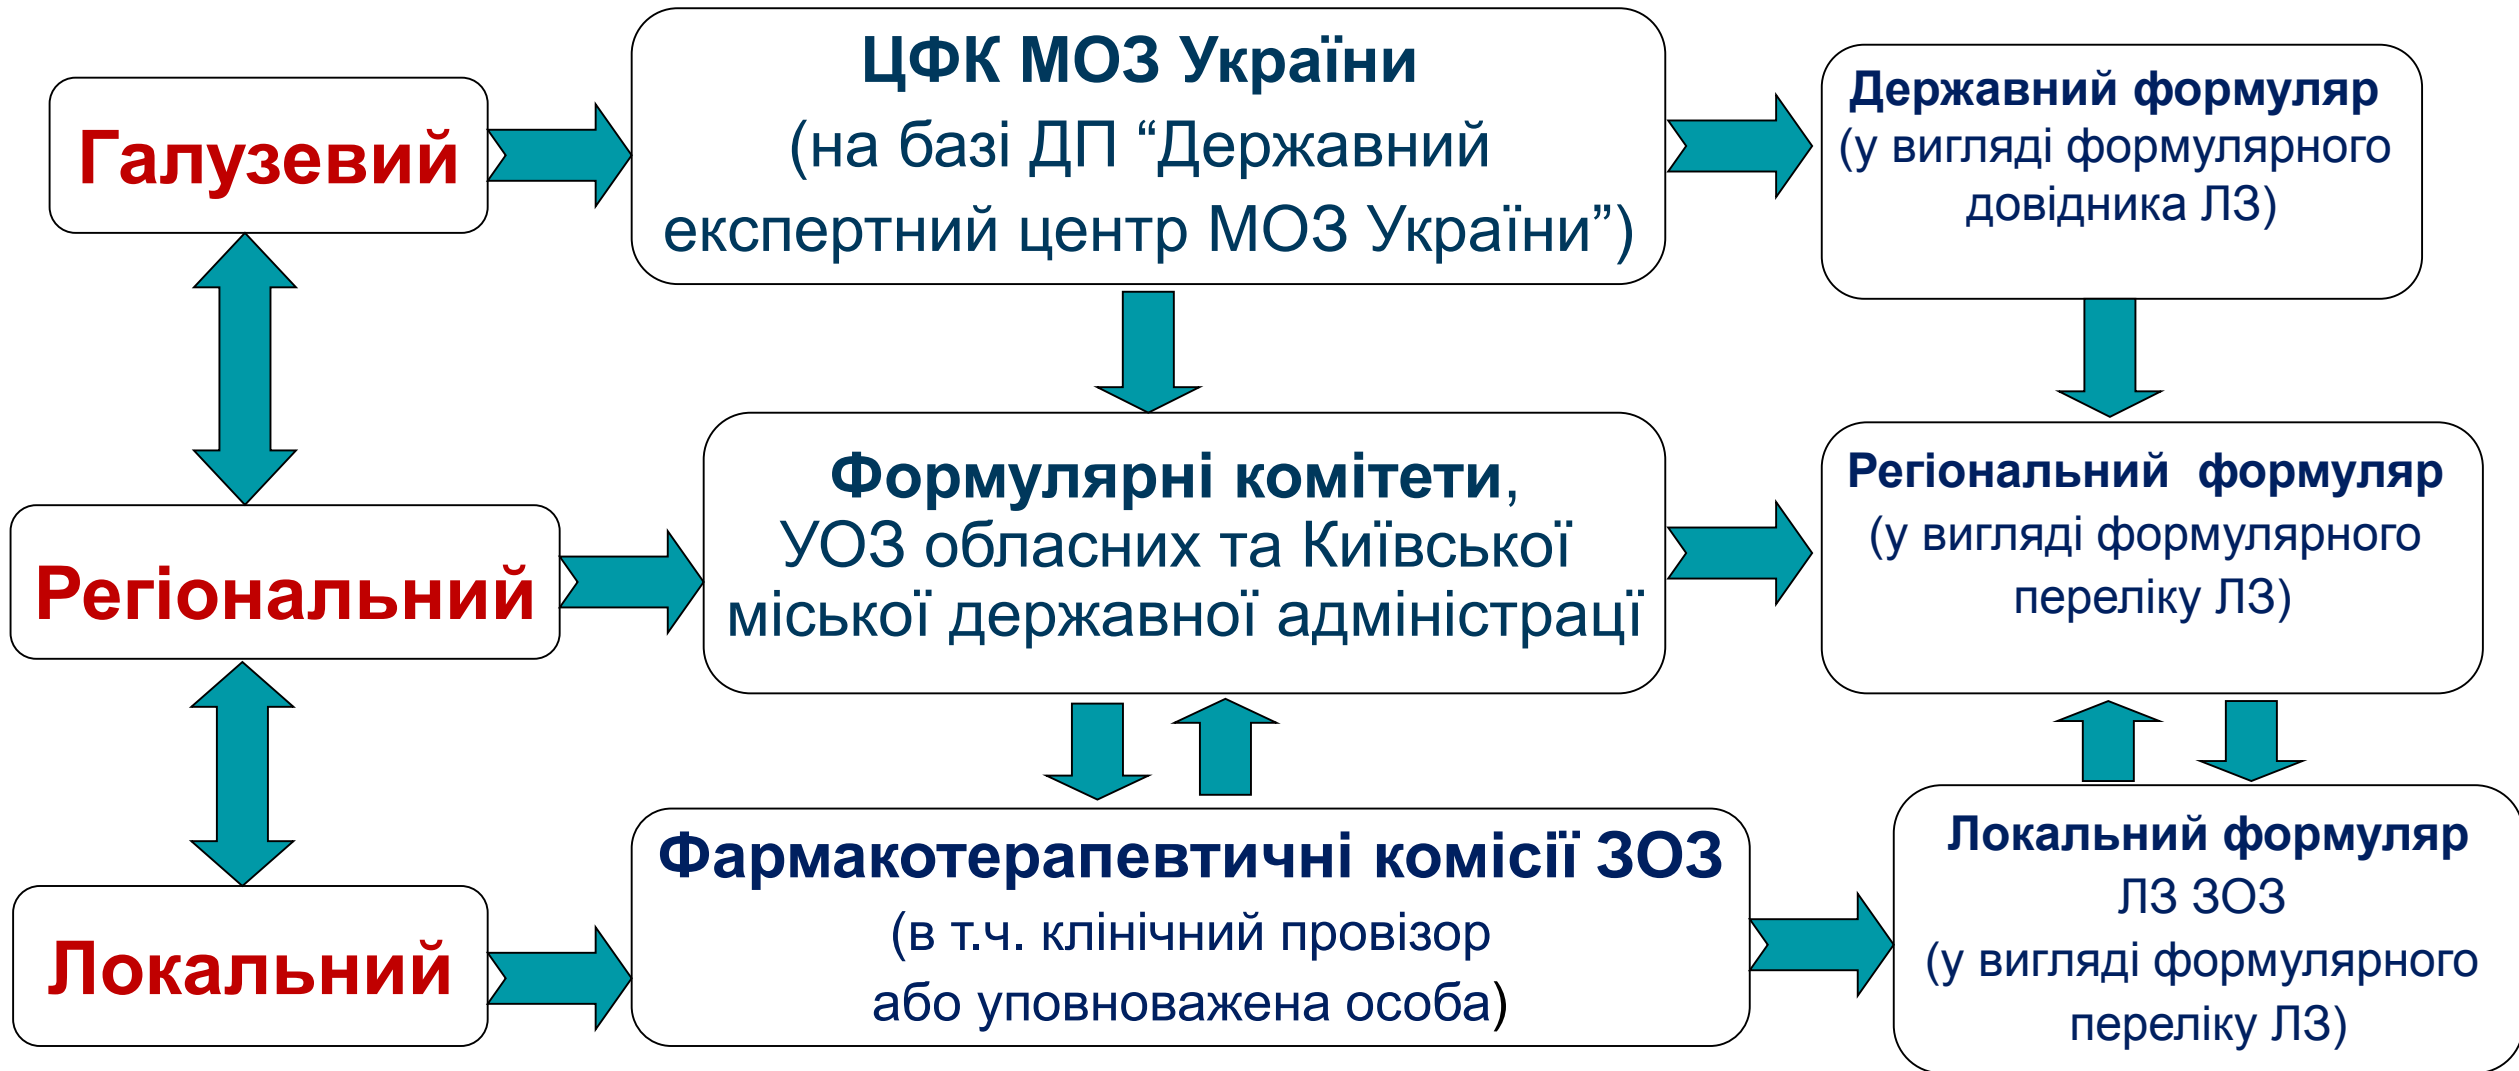 Галузевий
ЦФК МОЗ України
(на базі ДП “Державний
експертний центр МОЗ України”)
Державний формуляр
(у вигляді формулярного
довідника ЛЗ)
Регіональний
Формулярні комітети,
УОЗ обласних та Київської
міської державної адміністрації
Регіональний формуляр
(у вигляді формулярного
переліку ЛЗ)
Локальний
Фармакотерапевтичні комісії ЗОЗ
(в т.ч. клінічний провізор
або уповноважена особа)
Локальний формуляр
ЛЗ ЗОЗ
(у вигляді формулярного
переліку ЛЗ)